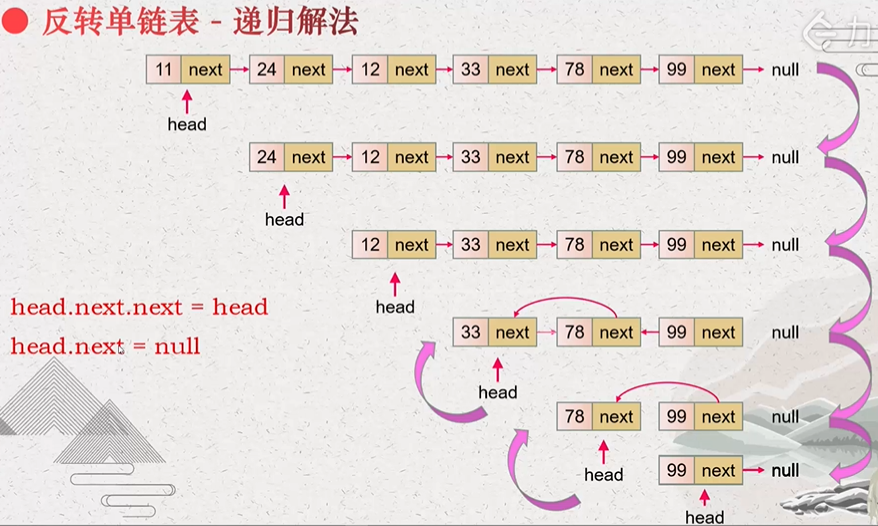 反转单链表 - 递归解法
力
11 next 24 next 12 next 33 next 78 next 99 next null
head
24 next 12 next 33 next 78 next 99 next null
head
12 next 33 next 78 next 99 next null
head
head.next.next = head
33 next 78 next 99 next null
head.next = null
head
78 next 99 next null
head
99 next null
head